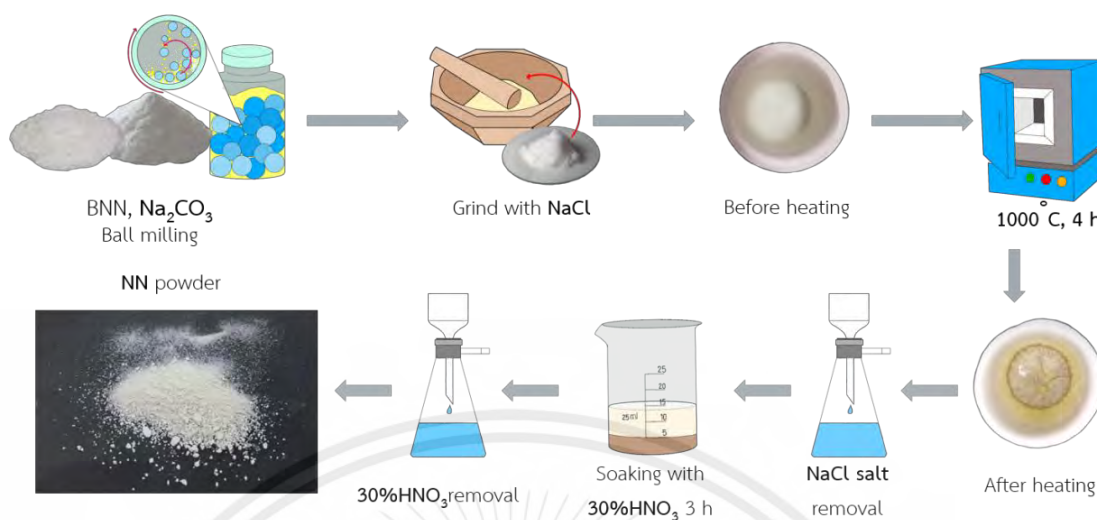 BNN, Na₂CO₃
Ball milling
Grind with NaCl
Before heating
1000 °C, 4 h
After heating
NaCl salt
removal
25
20
15
25ml 10
5
Soaking with
30%HNO₃ 3 h
30%HNO₃removal
NN powder